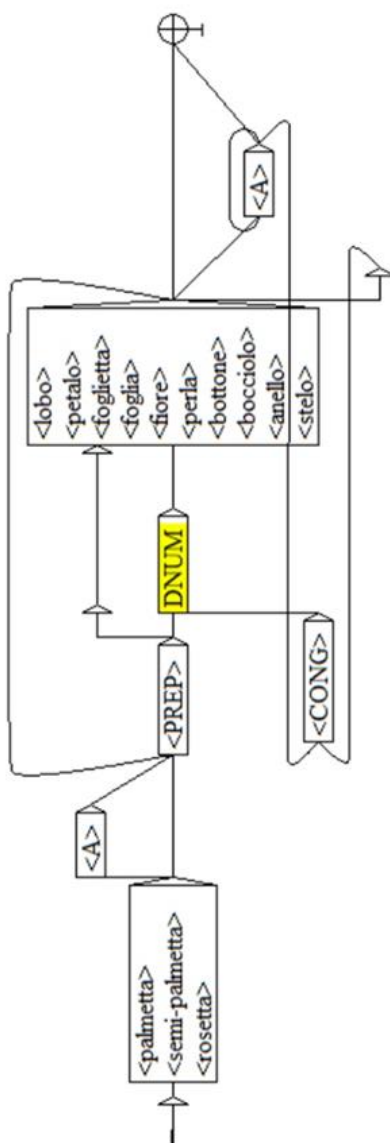 <palmetta>
<semi-palmetta>
<rosetta>
<A>
<PREP>
DNUM
<CONG>
<lobo>
<petalo>
<foglietta>
<foglia>
<fiore>
<perla>
<bottone>
<bocciolo>
<anello>
<stelo>
<A>